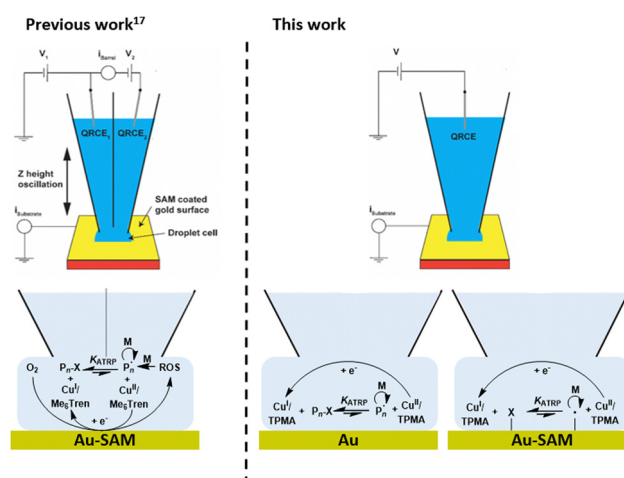 Previous work17
This work
V1
iBarrel
V2
V
QRCE1
QRCE2
QRCE
Z height
oscillation
SAM coated
gold surface
iSubstrate
Droplet cell
iSubstrate
M
O2 Pn-X KATRP Pn• M ROS
+ +
CuI/ CuII/
Me6Tren Me6Tren
+ e-
Au-SAM
+ e-
M
CuI/ + Pn-X KATRP Pn• + CuII/
TPMA TPMA
Au
+ e-
M
CuI/ + X KATRP • + CuII/
TPMA TPMA
Au-SAM